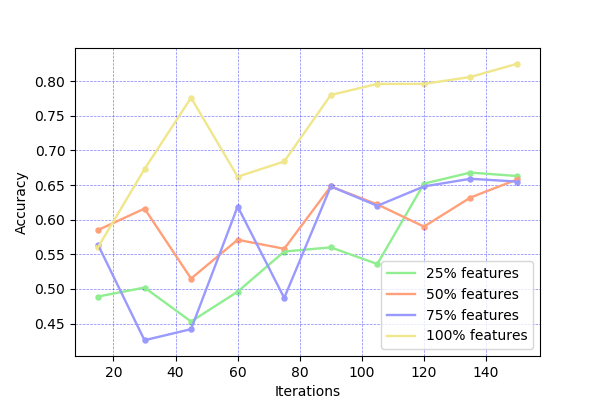 0.80
0.75
0.70
0.65
0.60
0.55
0.50
0.45
Accuracy
25% features
50% features
75% features
100% features
20 40 60 80 100 120 140
Iterations